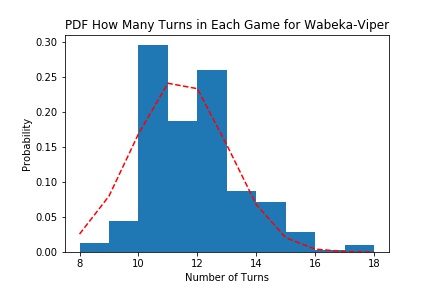 PDF How Many Turns in Each Game for Wabeka-Viper
0.30
0.25
0.20
0.15
0.10
0.05
0.00
Probability
8 10 12 14 16 18
Number of Turns